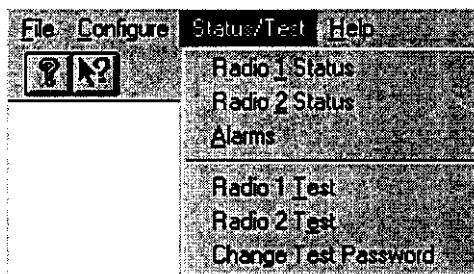 File Configure Status/Test Help
Radio 1 Status
Radio 2 Status
Alarms
Radio 1 Test
Radio 2 Test
Change Test Password